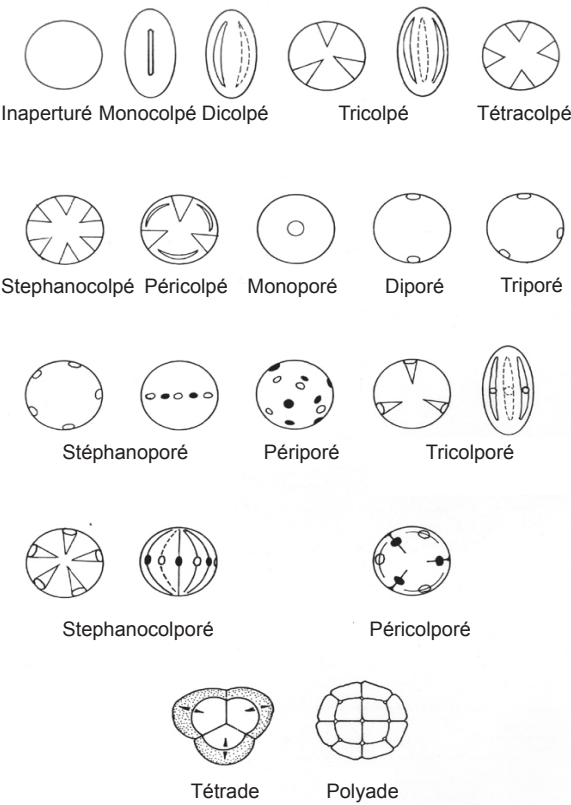 Inaperturé Monocolpé Dicolpé Tricolpé Tétracolpé
Stephanocolpé Péricolpé Monoporé Diporé Triporé
Stéphanoporé Périporé Tricolporé
Stephanocolporé Péricolporé
Tétrade Polyade